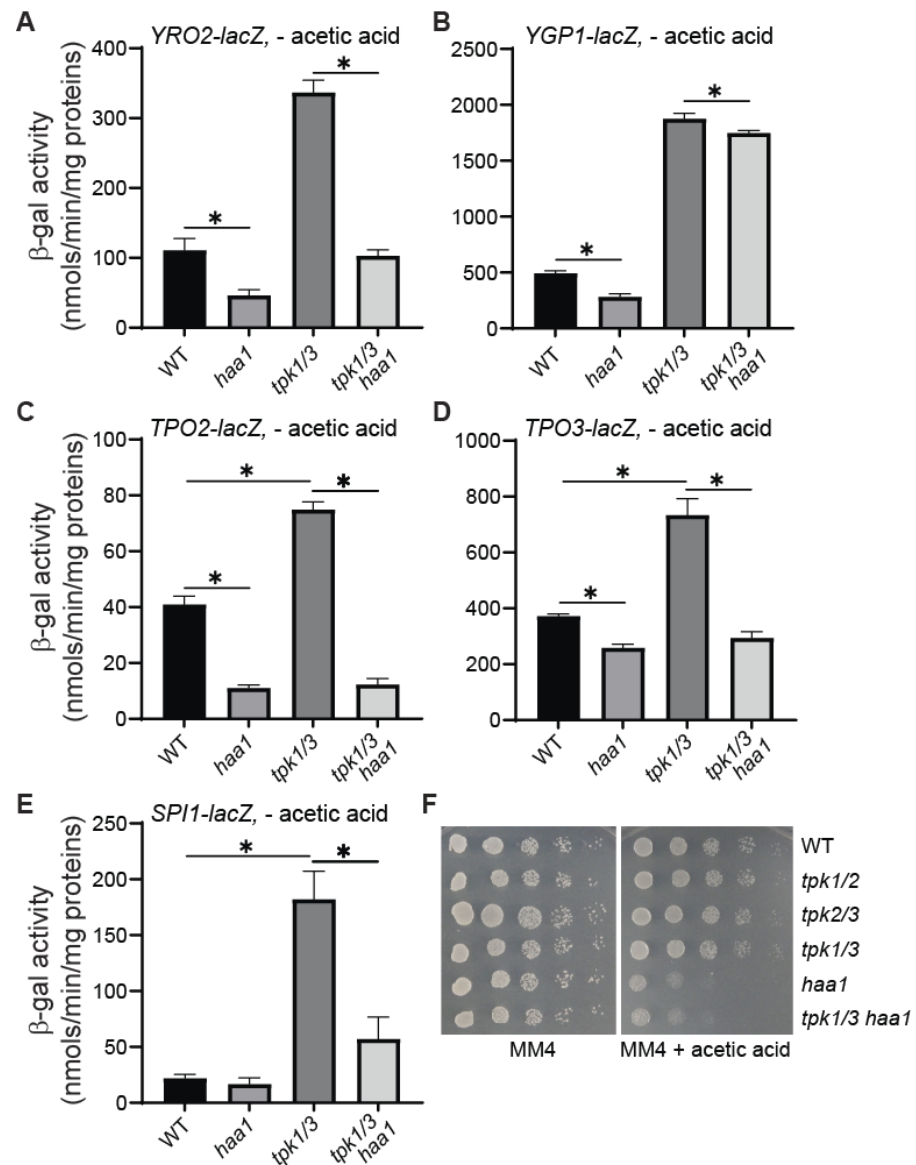 A
YRO2-lacZ, - acetic acid
β-gal activity
(nmols/min/mg proteins)
400
300
200
100
0
*
*
WT
haa1
tpk1/3
tpk1/3
haa1
B
YGP1-lacZ, - acetic acid
2500
2000
1500
1000
500
0
*
*
WT
haa1
tpk1/3
tpk1/3
haa1
C
TPO2-lacZ, - acetic acid
β-gal activity
(nmols/min/mg proteins)
100
80
60
40
20
0
*
*
*
WT
haa1
tpk1/3
tpk1/3
haa1
D
TPO3-lacZ, - acetic acid
1000
800
600
400
200
0
*
*
*
WT
haa1
tpk1/3
tpk1/3
haa1
E
SPI1-lacZ, - acetic acid
β-gal activity
(nmols/min/mg proteins)
250
200
150
100
50
0
*
*
WT
haa1
tpk1/3
tpk1/3
haa1
F
WT
tpk1/2
tpk2/3
tpk1/3
haa1
tpk1/3 haa1
MM4
MM4 + acetic acid